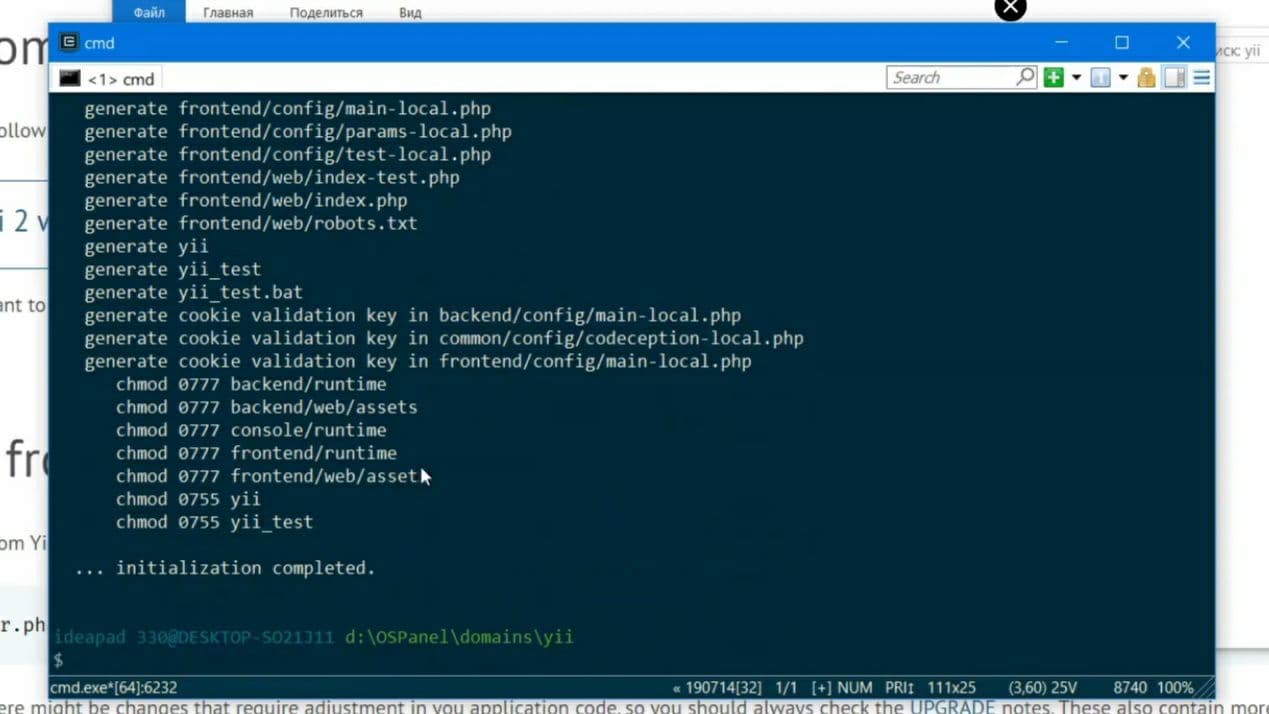 Файл Главная Поделиться Вид
cmd
<1> cmd Search
иск: yii
generate frontend/config/main-local.php
generate frontend/config/params-local.php
generate frontend/config/test-local.php
generate frontend/web/index-test.php
generate frontend/web/index.php
generate frontend/web/robots.txt
generate yii
generate yii_test
generate yii_test.bat
generate cookie validation key in backend/config/main-local.php
generate cookie validation key in common/config/codeception-local.php
generate cookie validation key in frontend/config/main-local.php
chmod 0777 backend/runtime
chmod 0777 backend/web/assets
chmod 0777 console/runtime
chmod 0777 frontend/runtime
chmod 0777 frontend/web/asset
chmod 0755 yii
chmod 0755 yii_test
... initialization completed.
ideapad 330@DESKTOP-SO21J11 d:\OSPanel\domains\yii
$
cmd.exe*[64]:6232 « 190714[32] 1/1 [+] NUM PRI↕ 111x25 (3,60) 25V 8740 100%
om
ollow
i 2 v
ant to
fro
om Yi
r.ph
ere might be changes that require adjustment in you application code, so you should always check the UPGRADE notes. These also contain more